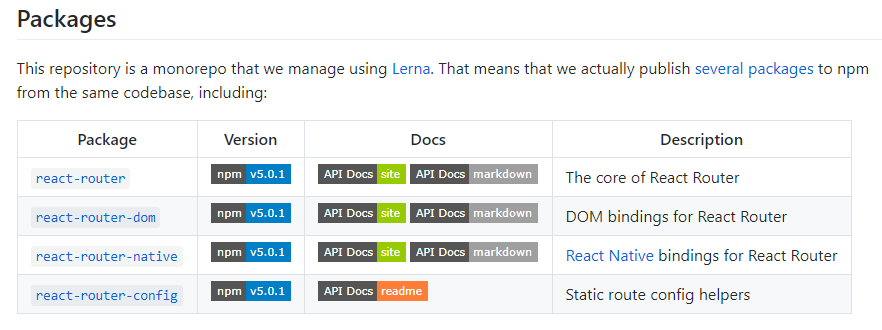 Packages
This repository is a monorepo that we manage using Lerna. That means that we actually publish several packages to npm
from the same codebase, including:
Package Version Docs Description
react-router npm v5.0.1 API Docs site API Docs markdown The core of React Router
react-router-dom npm v5.0.1 API Docs site API Docs markdown DOM bindings for React Router
react-router-native npm v5.0.1 API Docs site API Docs markdown React Native bindings for React Router
react-router-config npm v5.0.1 API Docs readme Static route config helpers